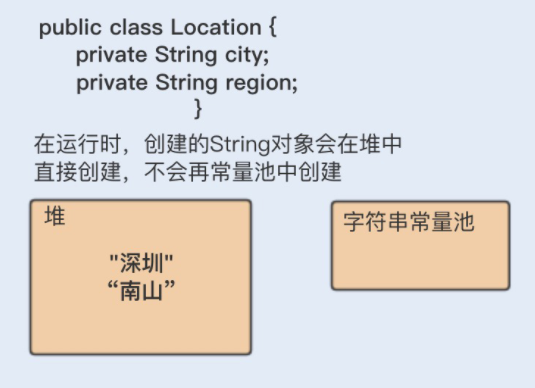 public class Location {
private String city;
private String region;
}
在运行时，创建的String对象会在堆中
直接创建，不会再常量池中创建
堆
字符串常量池
"深圳"
“南山”